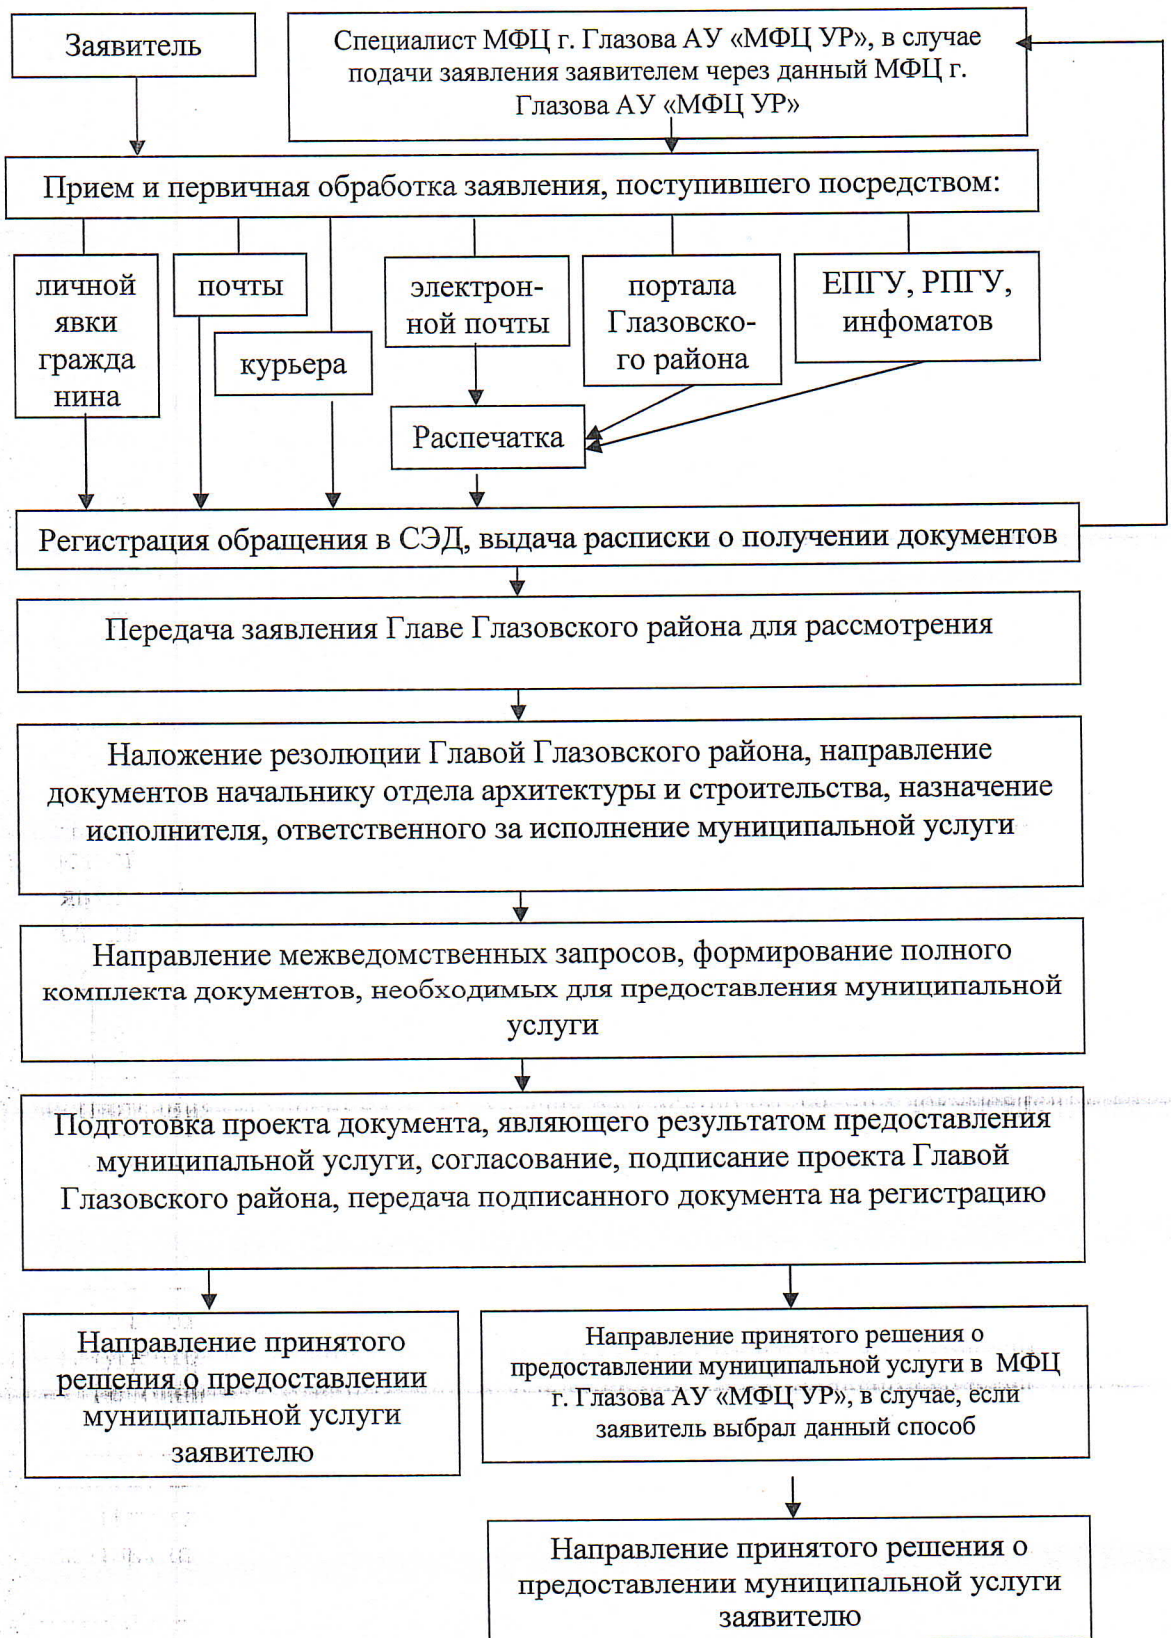 Заявитель
Специалист МФЦ г. Глазова АУ «МФЦ УР», в случае
подачи заявления заявителем через данный МФЦ г.
Глазова АУ «МФЦ УР»
Прием и первичная обработка заявления, поступившего посредством:
личной
явки
гражда
нина
почты
курьера
электрон-
ной почты
портала
Глазовско-
го района
ЕПГУ, РПГУ,
инфоматов
Распечатка
Регистрация обращения в СЭД, выдача расписки о получении документов
Передача заявления Главе Глазовского района для рассмотрения
Наложение резолюции Главой Глазовского района, направление
документов начальнику отдела архитектуры и строительства, назначение
исполнителя, ответственного за исполнение муниципальной услуги
Направление межведомственных запросов, формирование полного
комплекта документов, необходимых для предоставления муниципальной
услуги
Подготовка проекта документа, являющего результатом предоставления
муниципальной услуги, согласование, подписание проекта Главой
Глазовского района, передача подписанного документа на регистрацию
Направление принятого
решения о предоставлении
муниципальной услуги
заявителю
Направление принятого решения о
предоставлении муниципальной услуги в МФЦ
г. Глазова АУ «МФЦ УР», в случае, если
заявитель выбрал данный способ
Направление принятого решения о
предоставлении муниципальной услуги
заявителю